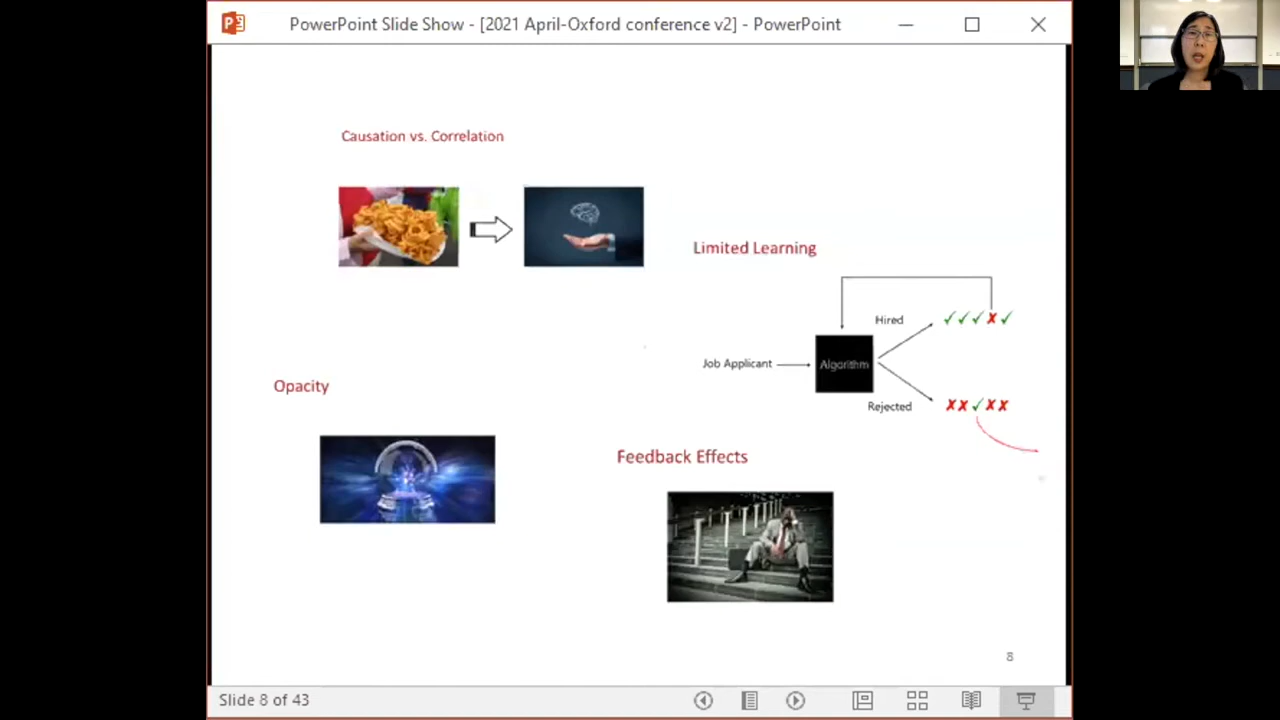 PowerPoint Slide Show - [2021 April-Oxford conference v2] - PowerPoint
Causation vs. Correlation
Limited Learning
Hired
Job Applicant
Algorithm
Rejected
Opacity
Feedback Effects
8
Slide 8 of 43